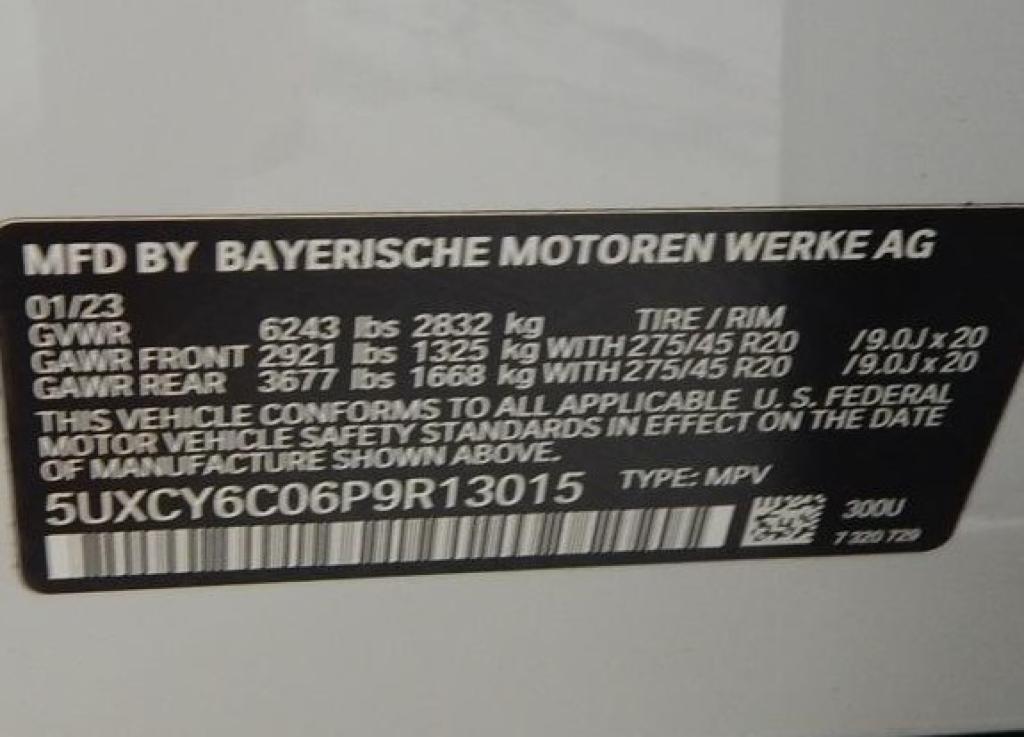 MFD BY BAYERISCHE MOTOREN WERKE AG
01/23
GVWR 6243 lbs 2832 kg TIRE / RIM
GAWR FRONT 2921 lbs 1325 kg WITH 275/45 R20 /9.0J x 20
GAWR REAR 3677 lbs 1668 kg WITH 275/45 R20 /9.0J x 20
THIS VEHICLE CONFORMS TO ALL APPLICABLE U. S. FEDERAL
MOTOR VEHICLE SAFETY STANDARDS IN EFFECT ON THE DATE
OF MANUFACTURE SHOWN ABOVE.
5UXCY6C06P9R13015 TYPE: MPV
300U
7 320 729